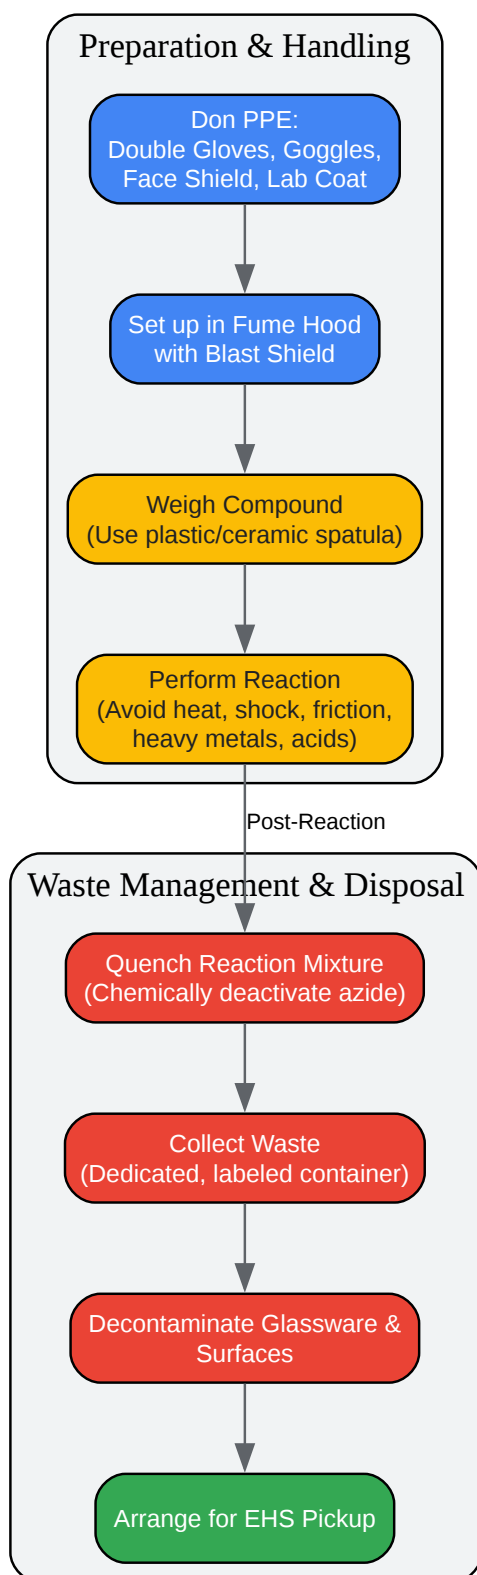 Preparation & Handling
Don PPE:
Double Gloves, Goggles,
Face Shield, Lab Coat
Set up in Fume Hood
with Blast Shield
Weigh Compound
(Use plastic/ceramic spatula)
Perform Reaction
(Avoid heat, shock, friction,
heavy metals, acids)
Post-Reaction
Waste Management & Disposal
Quench Reaction Mixture
(Chemically deactivate azide)
Collect Waste
(Dedicated, labeled container)
Decontaminate Glassware &
Surfaces
Arrange for EHS Pickup